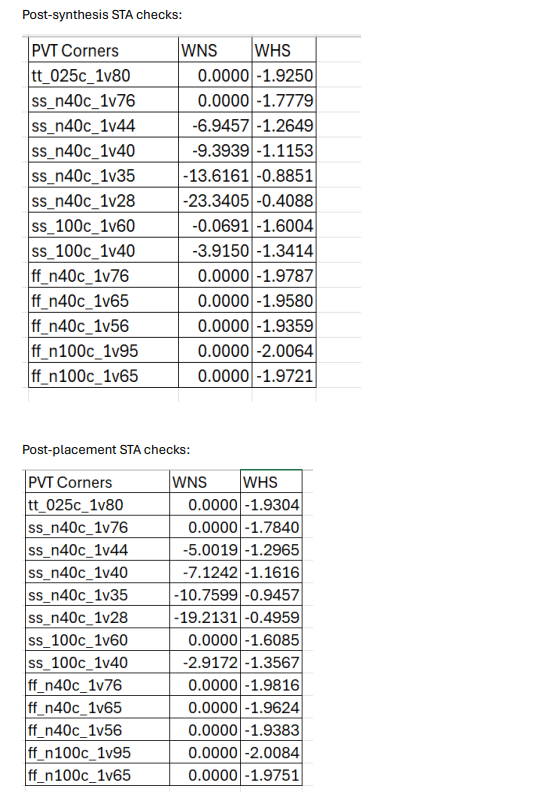 Post-synthesis STA checks:
PVT Corners WNS WHS
tt_025c_1v80 0.0000 -1.9250
ss_n40c_1v76 0.0000 -1.7779
ss_n40c_1v44 -6.9457 -1.2649
ss_n40c_1v40 -9.3939 -1.1153
ss_n40c_1v35 -13.6161 -0.8851
ss_n40c_1v28 -23.3405 -0.4088
ss_100c_1v60 -0.0691 -1.6004
ss_100c_1v40 -3.9150 -1.3414
ff_n40c_1v76 0.0000 -1.9787
ff_n40c_1v65 0.0000 -1.9580
ff_n40c_1v56 0.0000 -1.9359
ff_n100c_1v95 0.0000 -2.0064
ff_n100c_1v65 0.0000 -1.9721
Post-placement STA checks:
PVT Corners WNS WHS
tt_025c_1v80 0.0000 -1.9304
ss_n40c_1v76 0.0000 -1.7840
ss_n40c_1v44 -5.0019 -1.2965
ss_n40c_1v40 -7.1242 -1.1616
ss_n40c_1v35 -10.7599 -0.9457
ss_n40c_1v28 -19.2131 -0.4959
ss_100c_1v60 0.0000 -1.6085
ss_100c_1v40 -2.9172 -1.3567
ff_n40c_1v76 0.0000 -1.9816
ff_n40c_1v65 0.0000 -1.9624
ff_n40c_1v56 0.0000 -1.9383
ff_n100c_1v95 0.0000 -2.0084
ff_n100c_1v65 0.0000 -1.9751